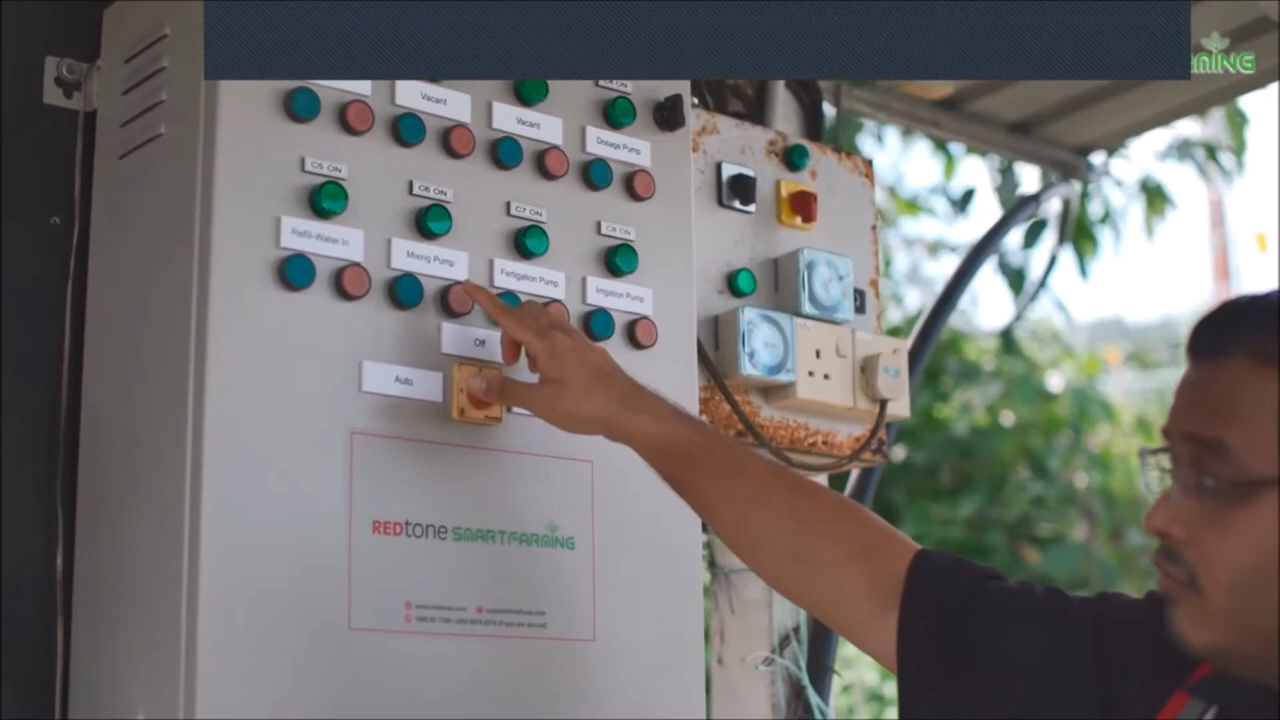 MING
Vacant
Vacant
Dosage Pump
C5 ON
C6 ON
C7 ON
C8 ON
Refill-Water In
Mixing Pump
Fertigation Pump
Irrigation Pump
Off
Auto
REDtone SMARTFARMING